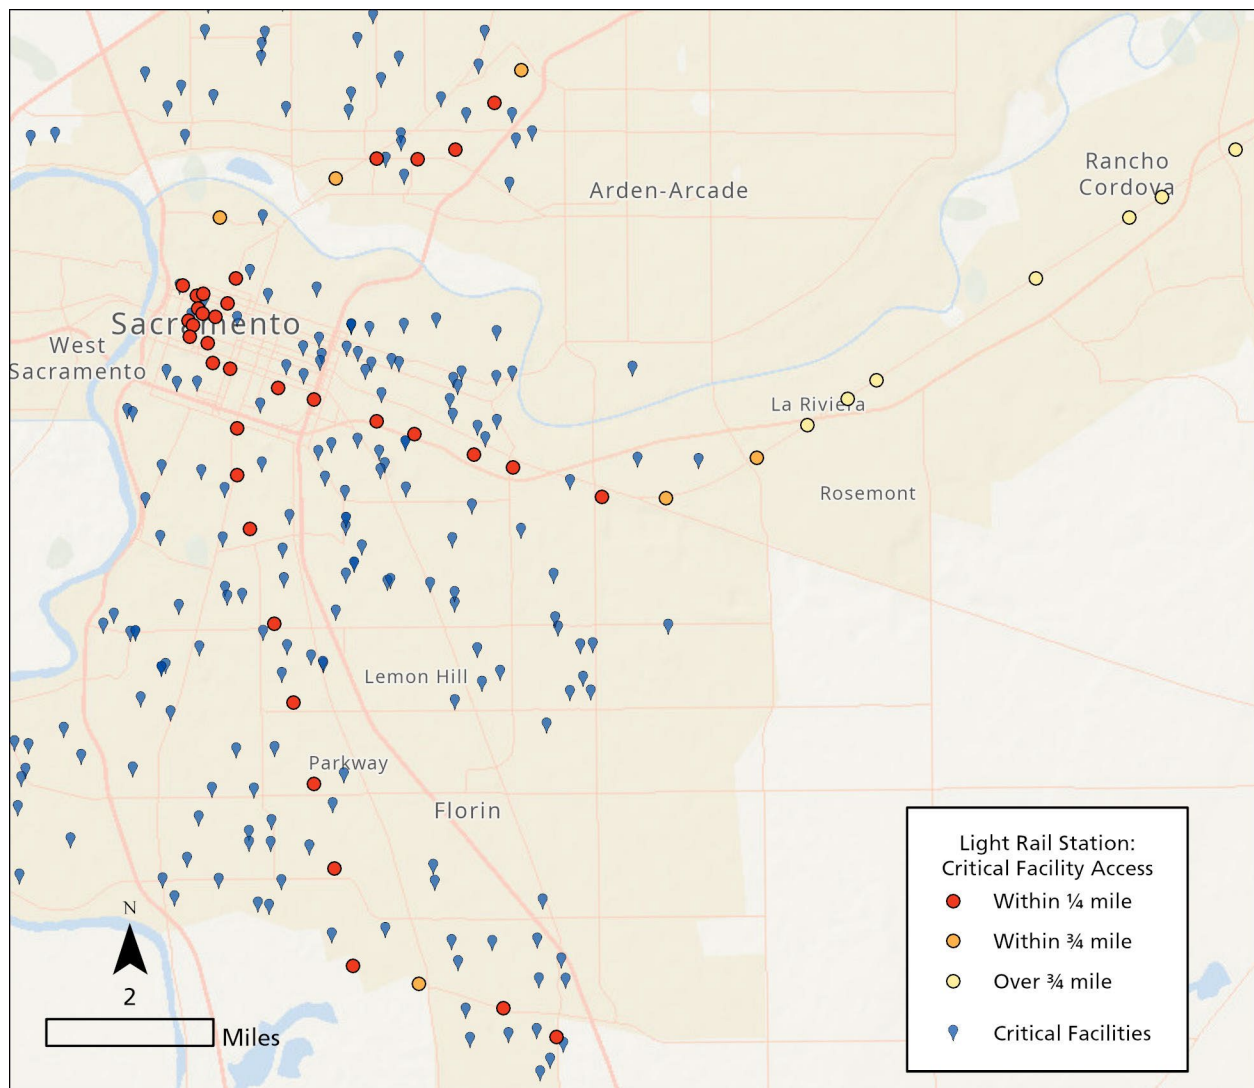 Rancho
Cordova
Arden-Arcade
Sacramento
West
Sacramento
La Riviera
Rosemont
Lemon Hill
Parkway
Florin
Light Rail Station:
Critical Facility Access
Within ¼ mile
Within ¾ mile
Over ¾ mile
Critical Facilities
N
2
Miles